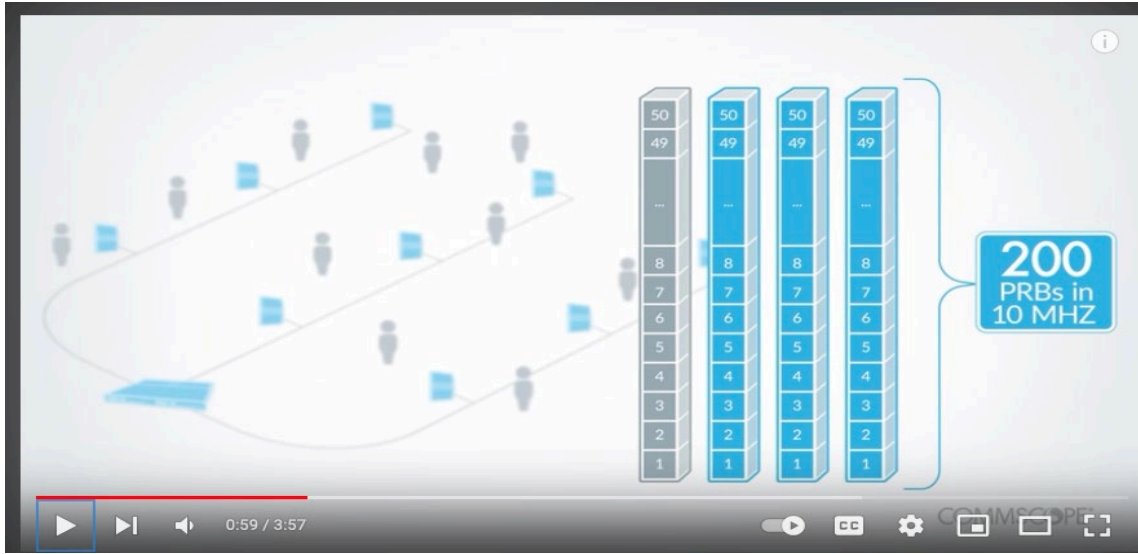 i
50 50 50 50
49 49 49 49
... ... ... ...
8 8 8 8
7 7 7 7
6 6 6 6
5 5 5 5
4 4 4 4
3 3 3 3
2 2 2 2
1 1 1 1
200
PRBs in
10 MHZ
0:59 / 3:57
CC
COMMSCOPE